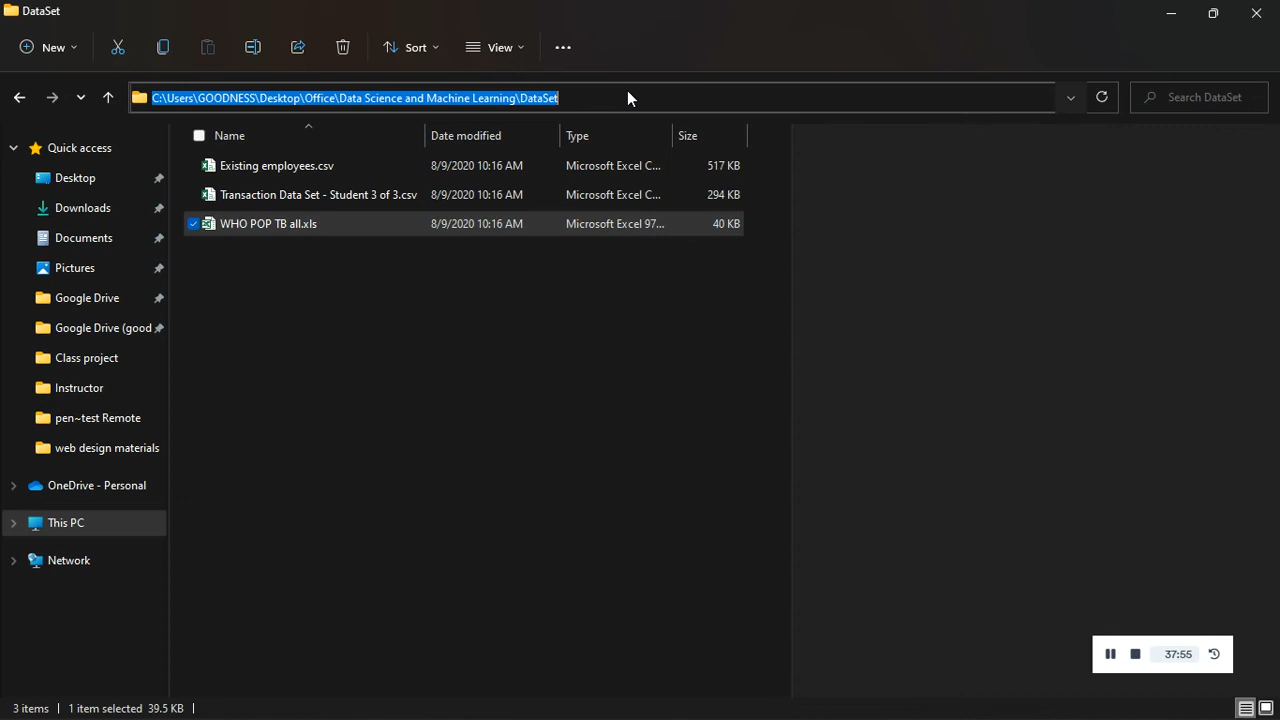 DataSet
New
Sort
View
C:\Users\GOODNESS\Desktop\Office\Data Science and Machine Learning\DataSet
Search DataSet
Name Date modified Type Size
Existing employees.csv 8/9/2020 10:16 AM Microsoft Excel C... 517 KB
Transaction Data Set - Student 3 of 3.csv 8/9/2020 10:16 AM Microsoft Excel C... 294 KB
WHO POP TB all.xls 8/9/2020 10:16 AM Microsoft Excel 97... 40 KB
Quick access
Desktop
Downloads
Documents
Pictures
Google Drive
Google Drive (good
Class project
Instructor
pen~test Remote
web design materials
OneDrive - Personal
This PC
Network
37:55
3 items 1 item selected 39.5 KB